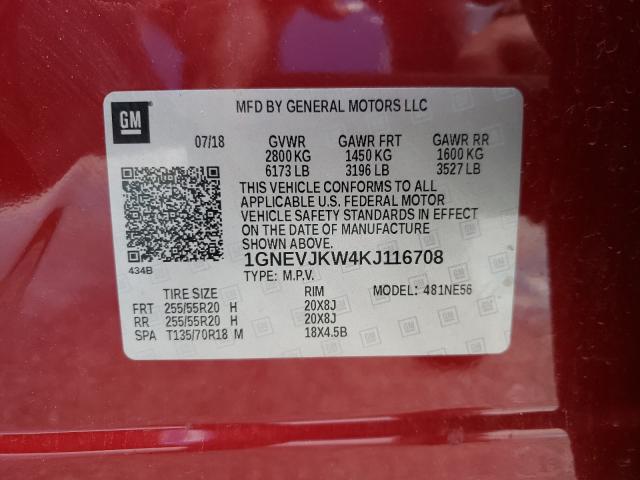 GM
MFD BY GENERAL MOTORS LLC
07/18 GVWR GAWR FRT GAWR RR
2800 KG 1450 KG 1600 KG
6173 LB 3196 LB 3527 LB
THIS VEHICLE CONFORMS TO ALL
APPLICABLE U.S. FEDERAL MOTOR
VEHICLE SAFETY STANDARDS IN EFFECT
ON THE DATE OF MANUFACTURE
SHOWN ABOVE.
434B
1GNEVJKW4KJ116708
TYPE: M.P.V. MODEL: 481NE56
TIRE SIZE RIM
FRT 255/55R20 H 20X8J
RR 255/55R20 H 20X8J
SPA T135/70R18 M 18X4.5B